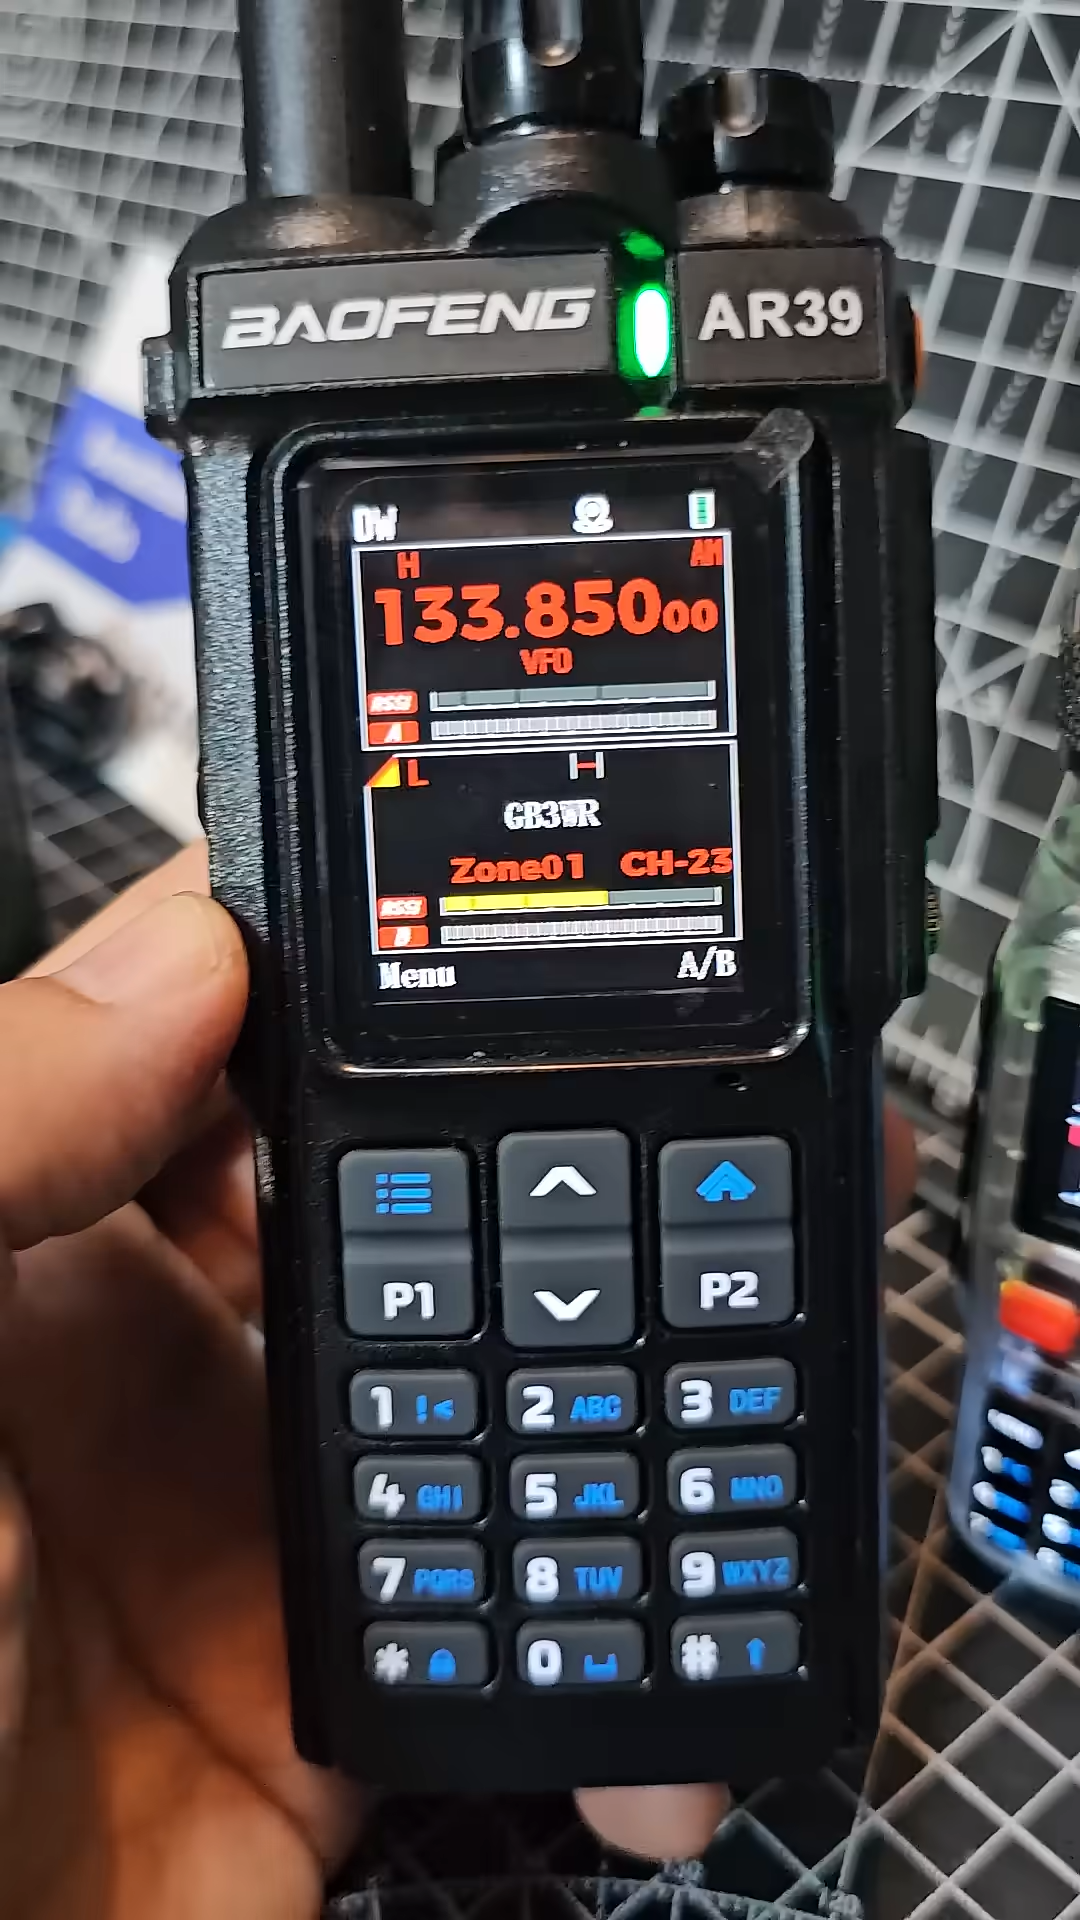 BAOFENG AR39
DW
H AM
133.85000
VFO
RSSI
A
L
GB3WR
Zone01 CH-23
RSSI
B
Menu A/B
P1 P2
1 !< 2 ABC 3 DEF
4 GHI 5 JKL 6 MNO
7 PQRS 8 TUV 9 WXYZ
* 0 #